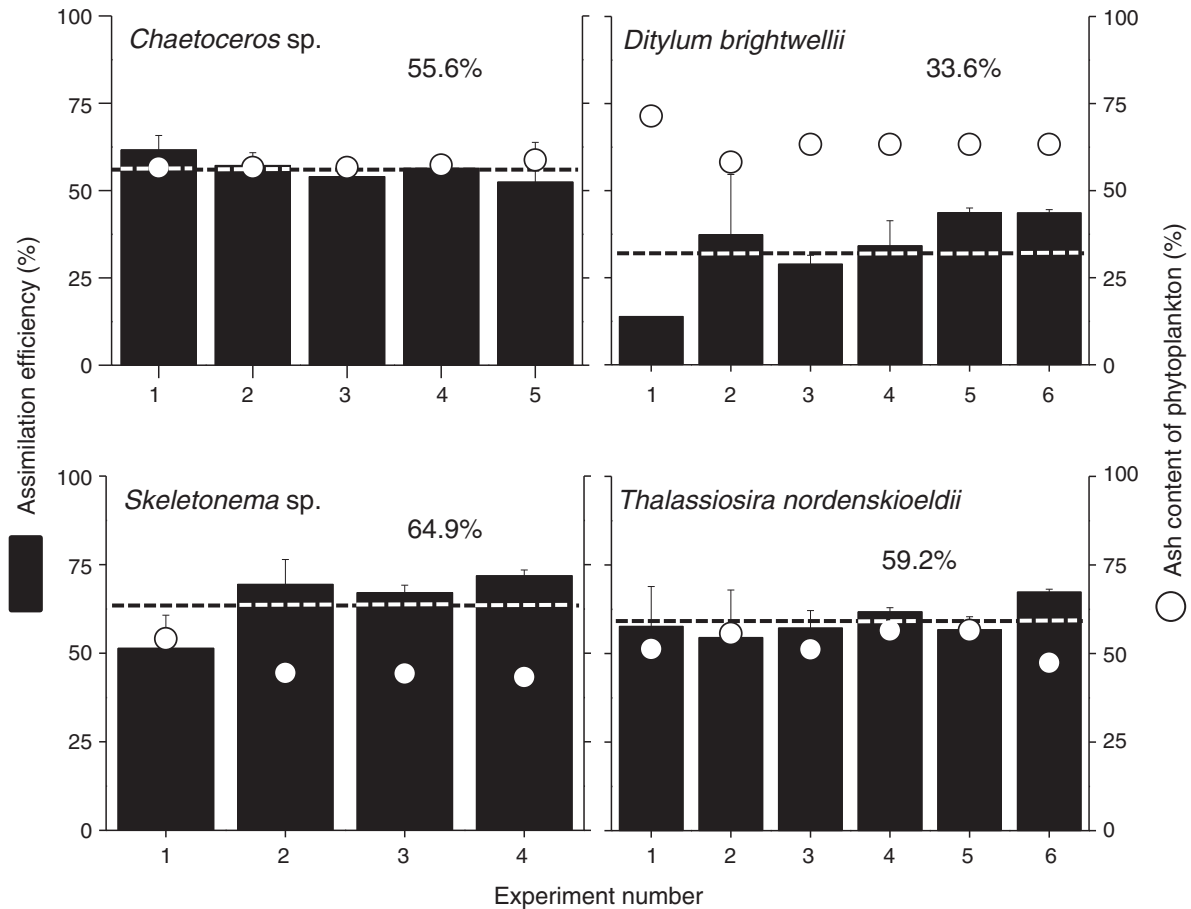 Chaetoceros sp.
55.6%
100
75
50
25
0
1 2 3 4 5
Ditylum brightwellii
33.6%
100
75
50
25
0
1 2 3 4 5 6
Skeletonema sp.
64.9%
100
75
50
25
0
1 2 3 4
Thalassiosira nordenskioeldii
59.2%
100
75
50
25
0
1 2 3 4 5 6
Assimilation efficiency (%)
Ash content of phytoplankton (%)
Experiment number